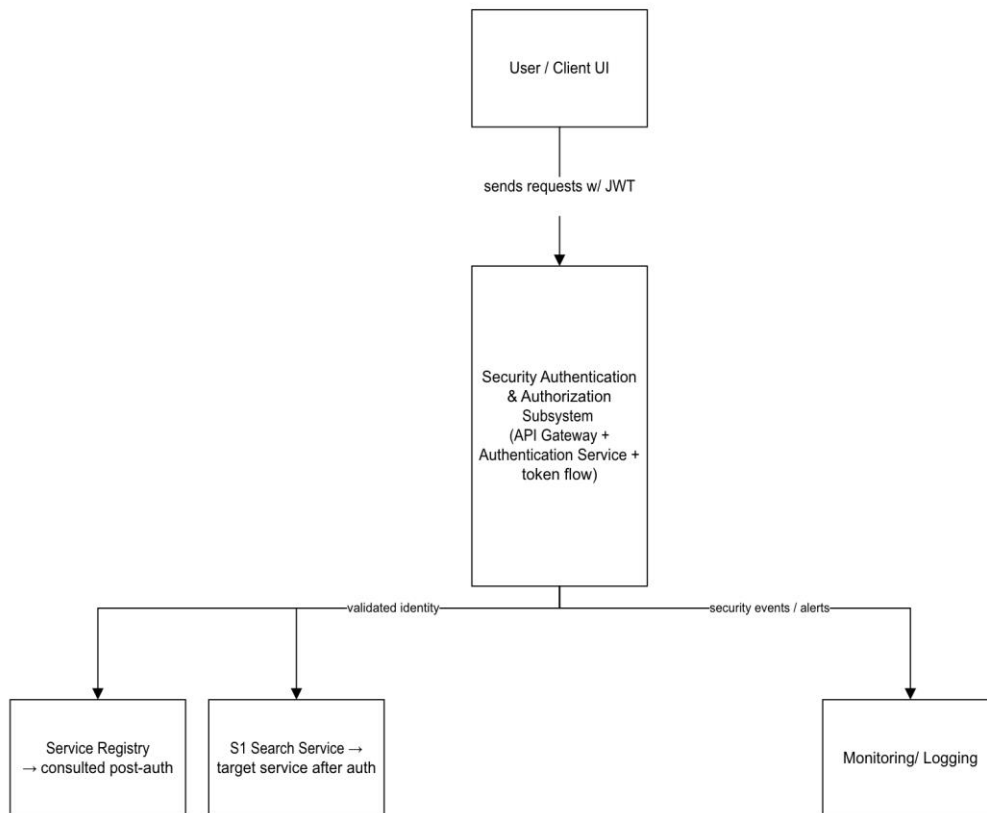 User / Client UI
sends requests w/ JWT
Security Authentication
& Authorization
Subsystem
(API Gateway +
Authentication Service +
token flow)
validated identity
security events / alerts
Service Registry
→ consulted post-auth
S1 Search Service →
target service after auth
Monitoring/ Logging